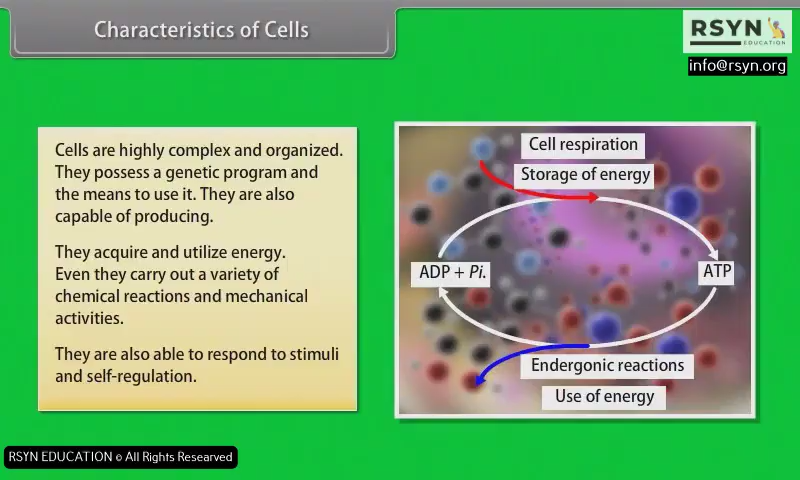 Characteristics of Cells
RSYN
EDUCATION
info@rsyn.org
Cells are highly complex and organized.
They possess a genetic program and
the means to use it. They are also
capable of producing.
They acquire and utilize energy.
Even they carry out a variety of
chemical reactions and mechanical
activities.
They are also able to respond to stimuli
and self-regulation.
Cell respiration
Storage of energy
ADP + Pi.
ATP
Endergonic reactions
Use of energy
RSYN EDUCATION © All Rights Researved